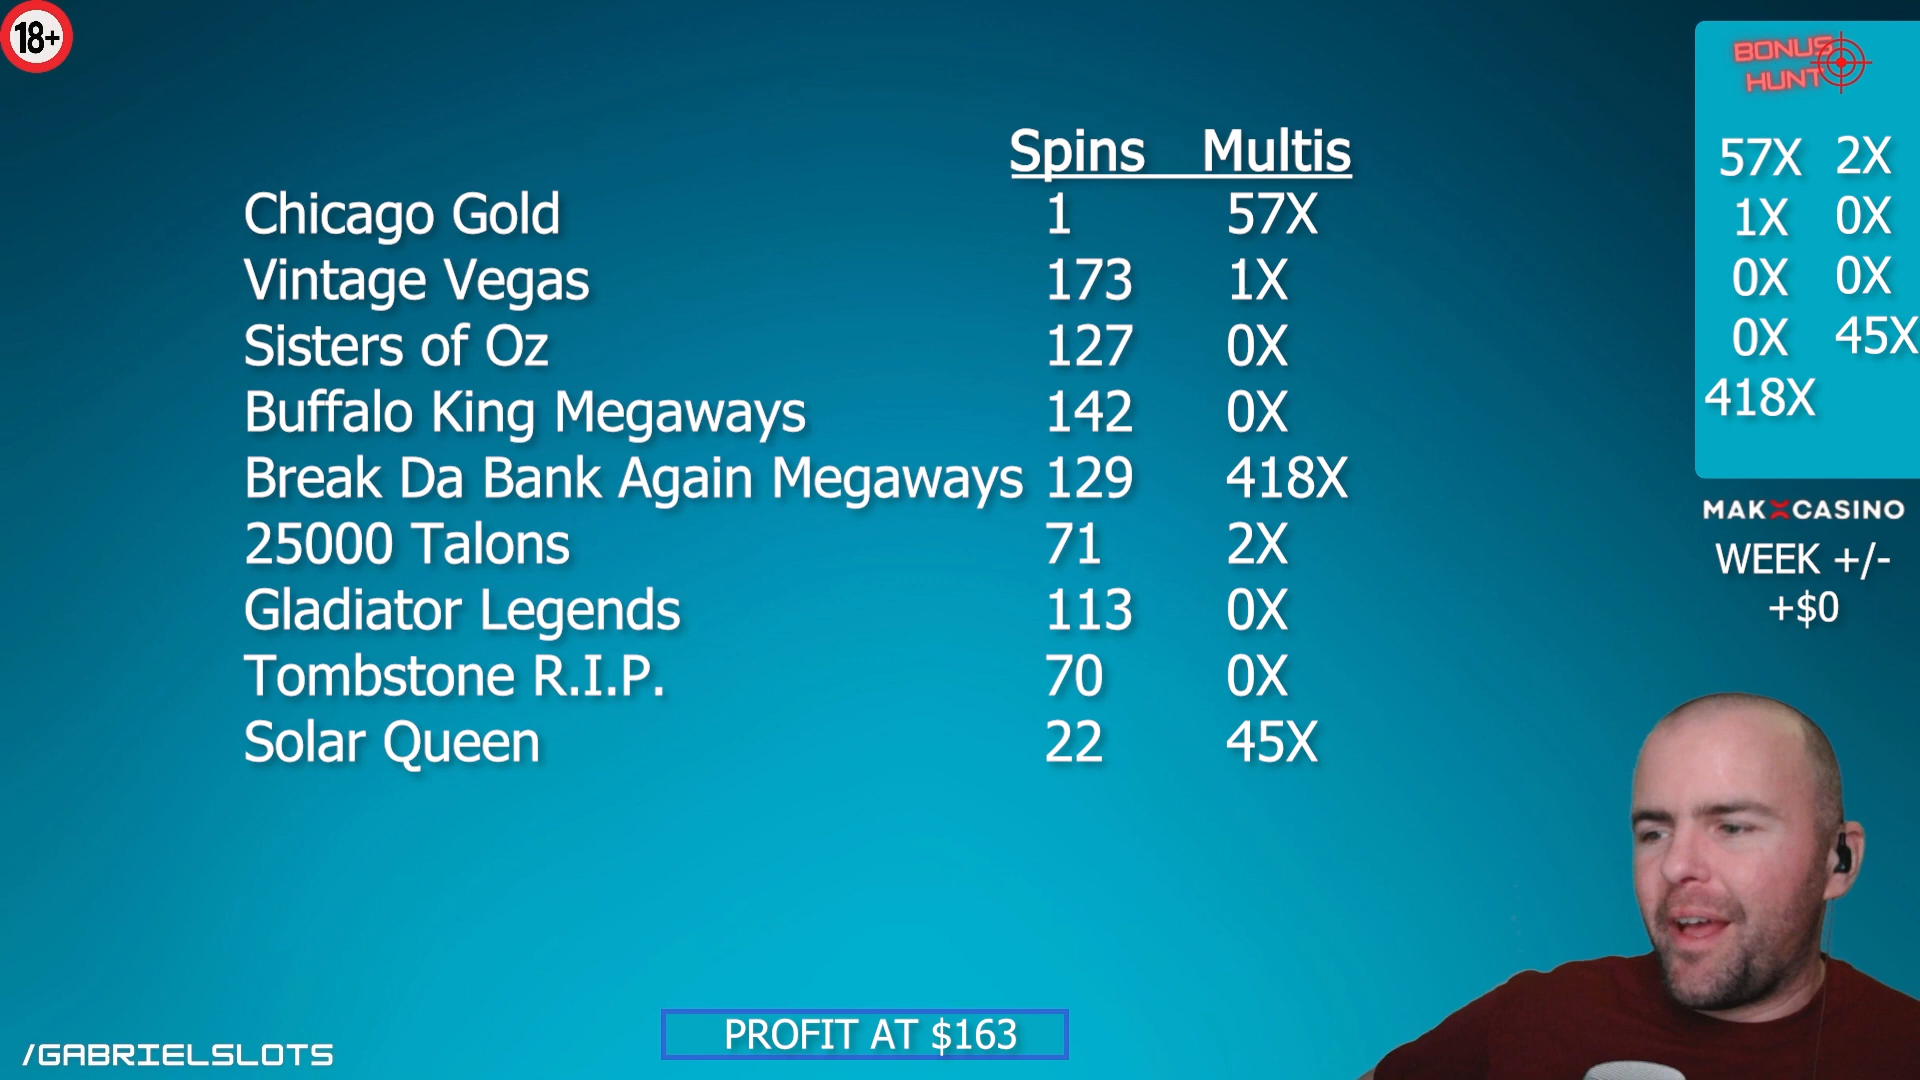 18+
BONUS
HUNT
Spins Multis
Chicago Gold 1 57X
Vintage Vegas 173 1X
Sisters of Oz 127 0X
Buffalo King Megaways 142 0X
Break Da Bank Again Megaways 129 418X
25000 Talons 71 2X
Gladiator Legends 113 0X
Tombstone R.I.P. 70 0X
Solar Queen 22 45X
57X 2X
1X 0X
0X 0X
0X 45X
418X
MAKXCASINO
WEEK +/-
+$0
PROFIT AT $163
/GABRIELSLOTS